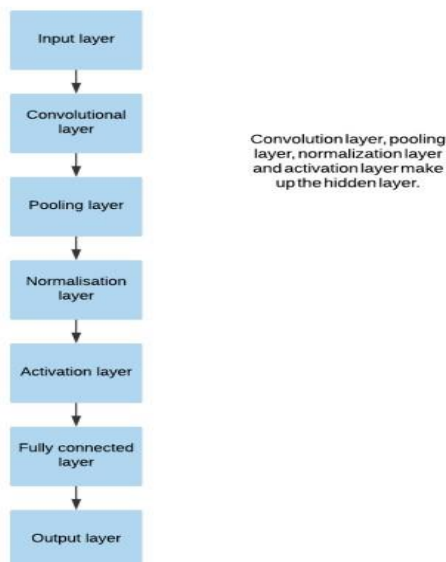 Input layer
Convolutional
layer
Pooling layer
Normalisation
layer
Activation layer
Fully connected
layer
Output layer
Convolution layer, pooling
layer, normalization layer
and activation layer make
up the hidden layer.